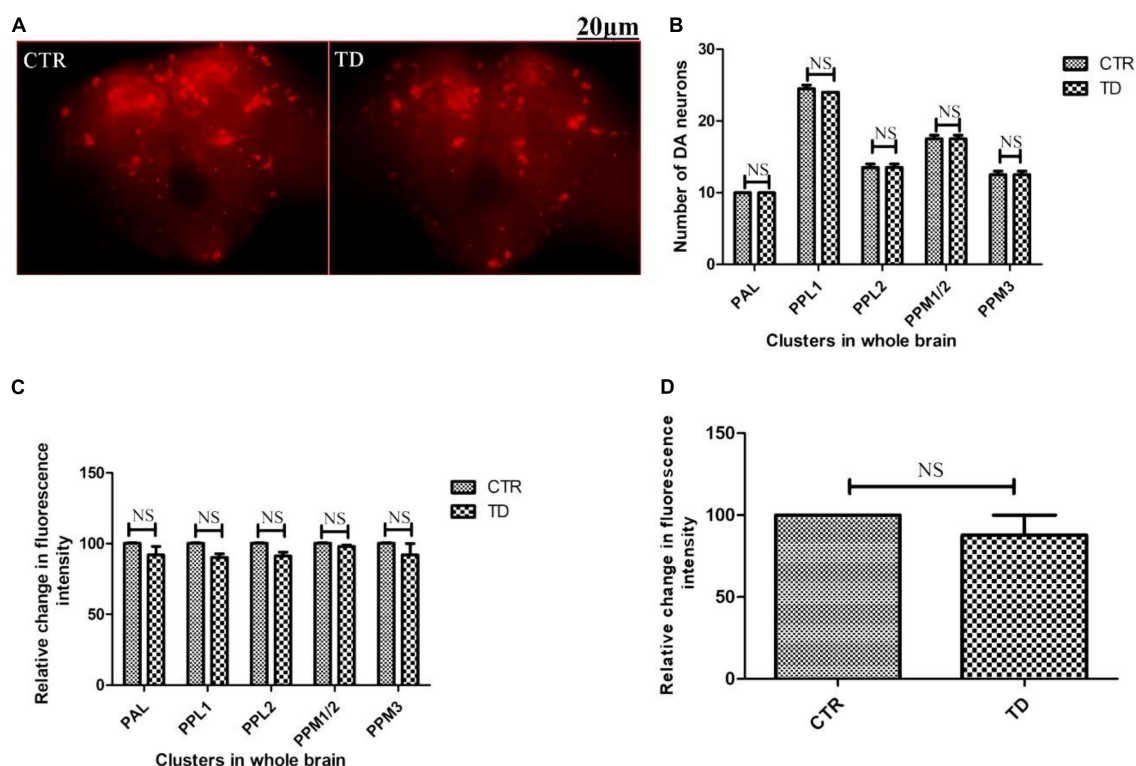 A
20μm
CTR
TD
B
Number of DA neurons
30
20
10
0
NS
NS
NS
NS
NS
CTR
TD
PAL
PPL1
PPL2
PPM1/2
PPM3
Clusters in whole brain
C
Relative change in fluorescence
intensity
150
100
50
0
NS
NS
NS
NS
NS
CTR
TD
PAL
PPL1
PPL2
PPM1/2
PPM3
Clusters in whole brain
D
Relative change in fluorescence
intensity
150
100
50
0
NS
CTR
TD